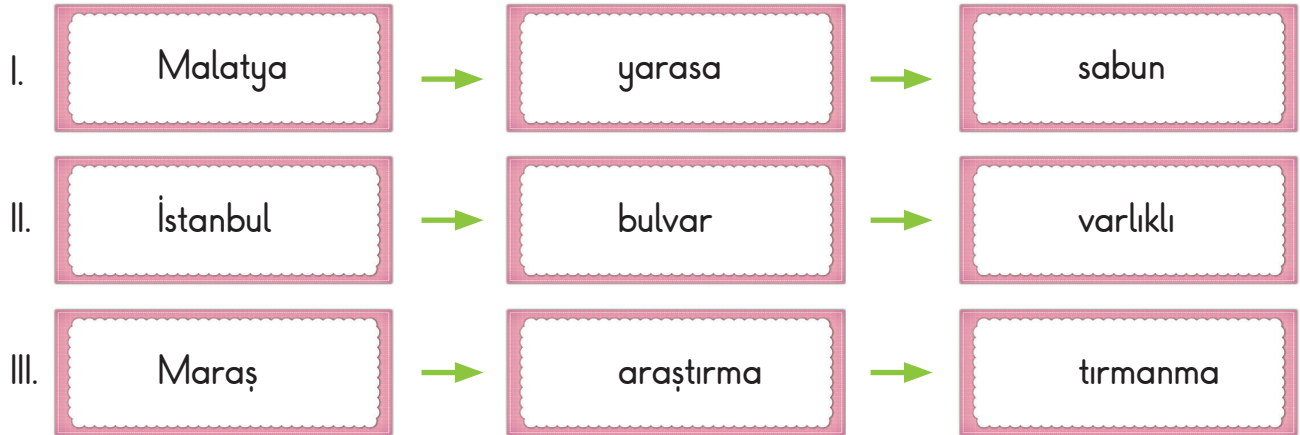 I. Malatya yarasa sabun
II. İstanbul bulvar varlıklı
III. Maraş araştırma tırmanma